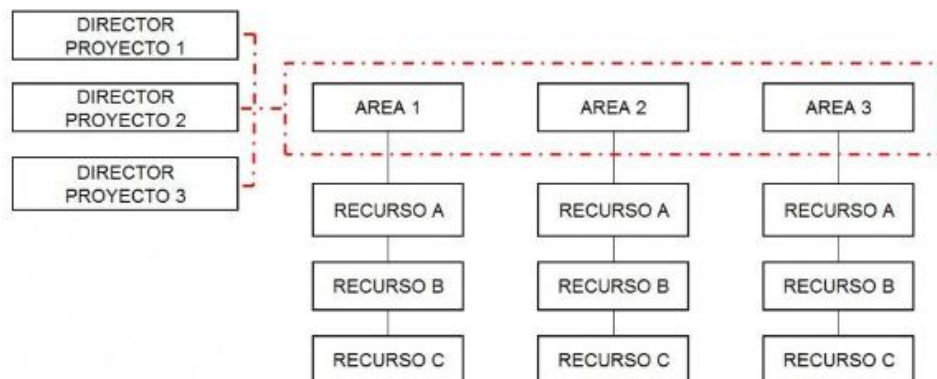 DIRECTOR
PROYECTO 1
DIRECTOR
PROYECTO 2
DIRECTOR
PROYECTO 3
AREA 1
AREA 2
AREA 3
RECURSO A
RECURSO A
RECURSO A
RECURSO B
RECURSO B
RECURSO B
RECURSO C
RECURSO C
RECURSO C